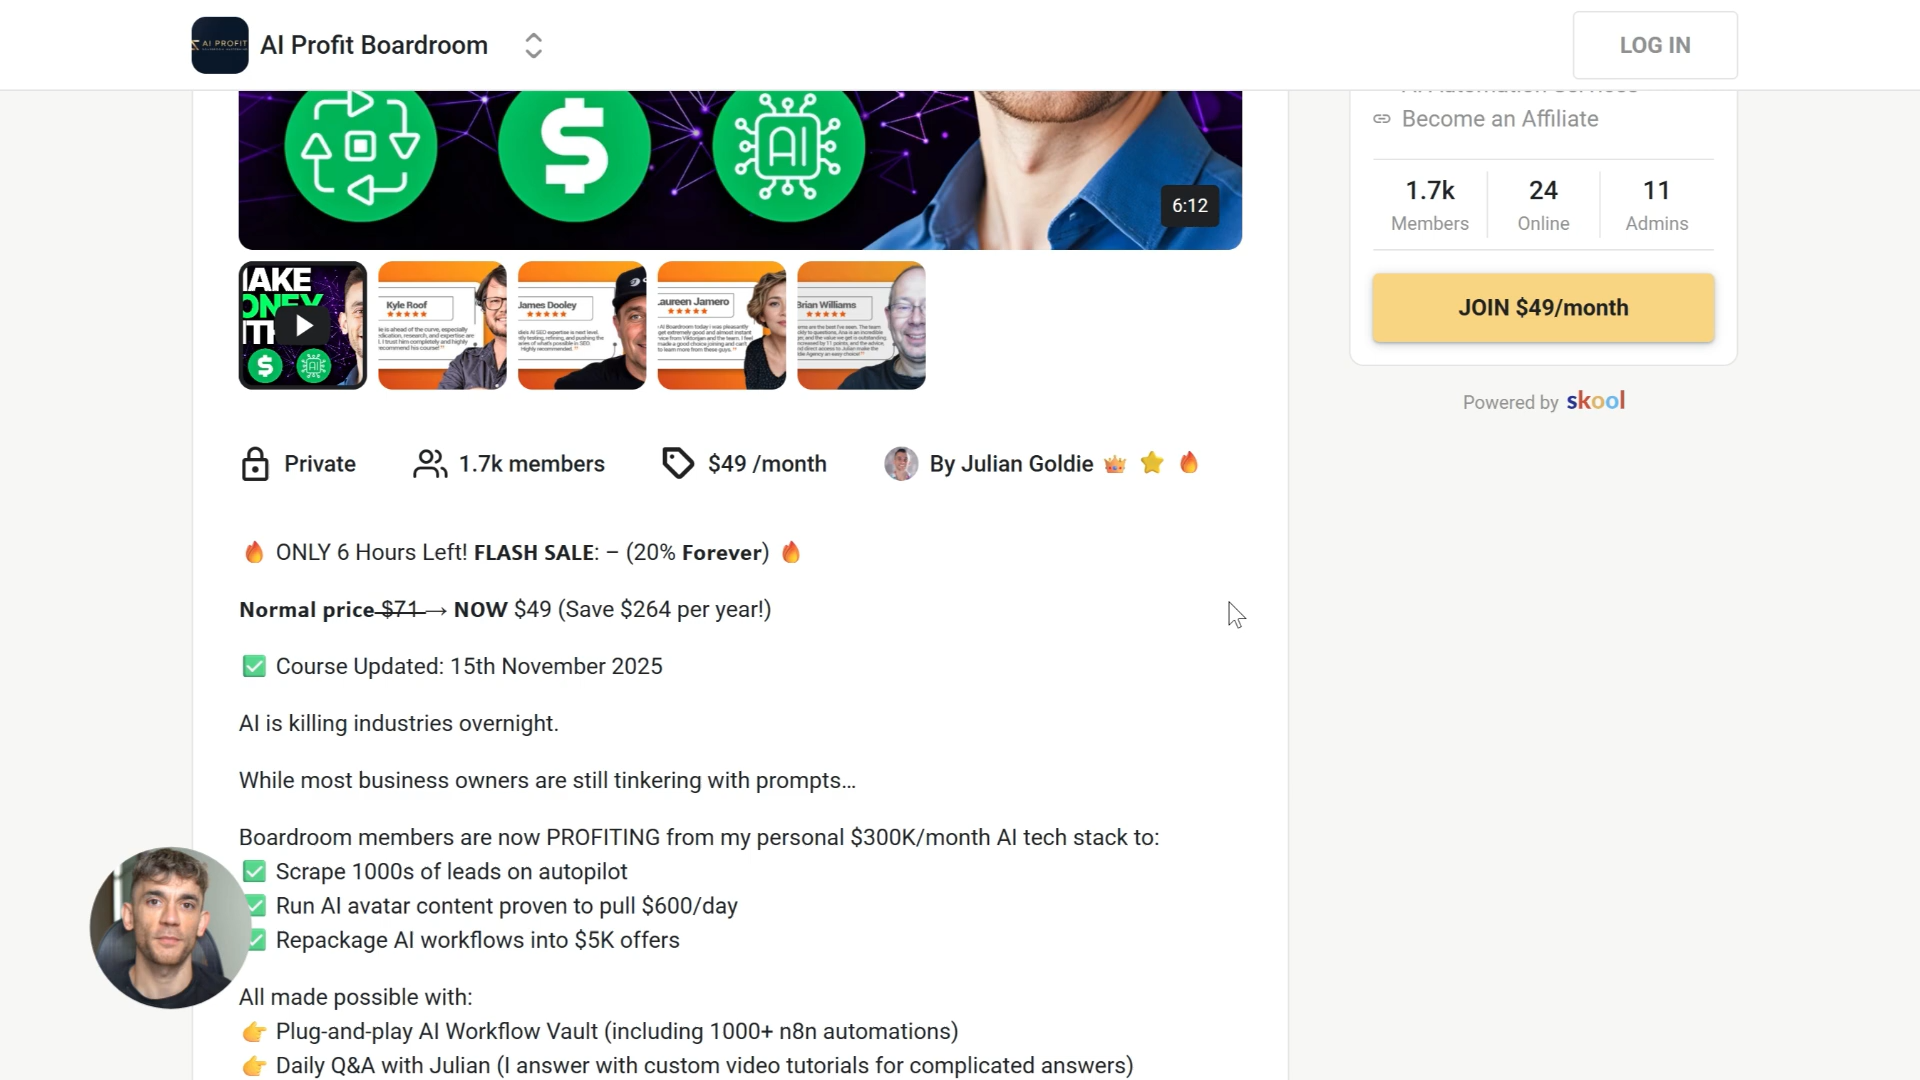 AI PROFIT
AI Profit Boardroom
LOG IN
AI
6:12
Become an Affiliate
1.7k
24
11
Members
Online
Admins
JOIN $49/month
Powered by skool
Kyle Roof
James Dooley
aureen Jamero
Brian Williams
Private
1.7k members
$49 /month
By Julian Goldie 👑 ⭐ 🔥
🔥 ONLY 6 Hours Left! FLASH SALE: – (20% Forever) 🔥
Normal price $71 → NOW $49 (Save $264 per year!)
✅ Course Updated: 15th November 2025
AI is killing industries overnight.
While most business owners are still tinkering with prompts…
Boardroom members are now PROFITING from my personal $300K/month AI tech stack to:
✅ Scrape 1000s of leads on autopilot
✅ Run AI avatar content proven to pull $600/day
✅ Repackage AI workflows into $5K offers
All made possible with:
👉 Plug-and-play AI Workflow Vault (including 1000+ n8n automations)
👉 Daily Q&A with Julian (I answer with custom video tutorials for complicated answers)